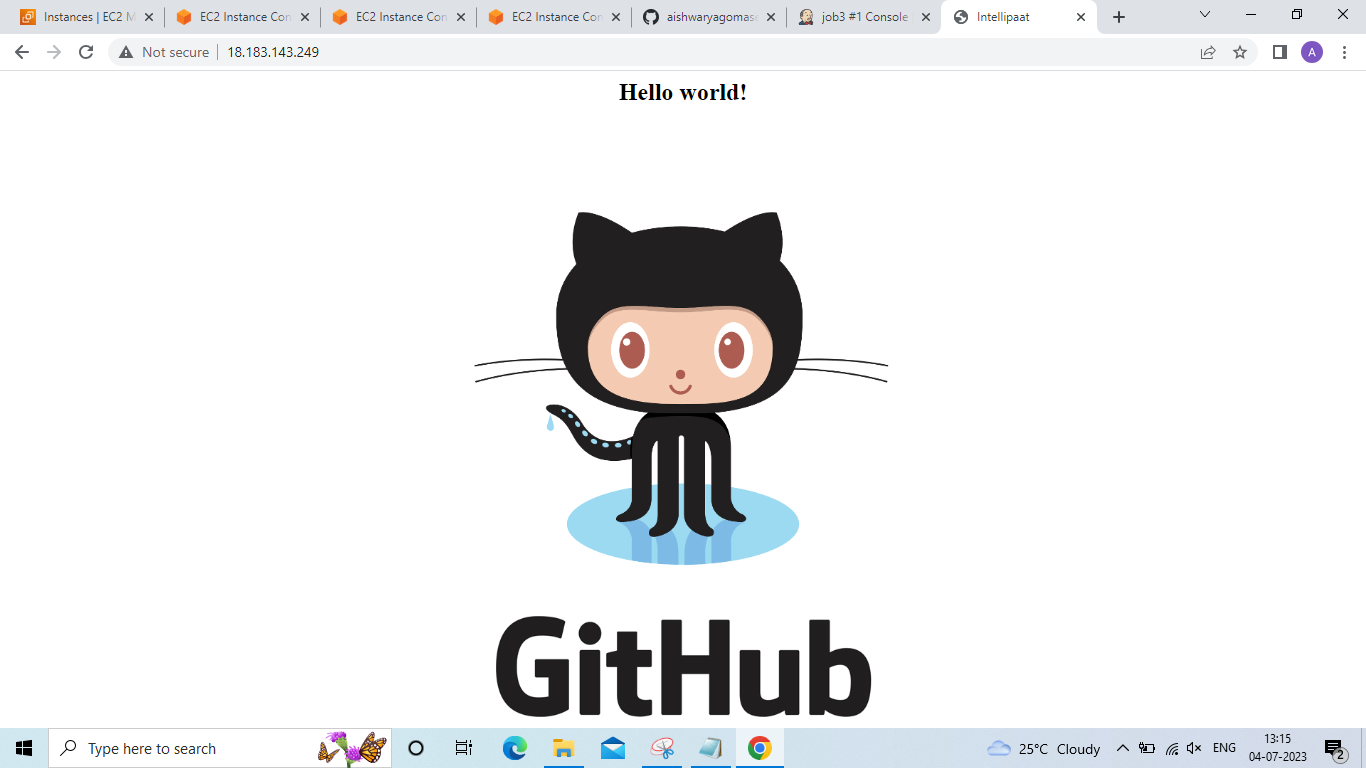 Instances | EC2 M
EC2 Instance Con
EC2 Instance Con
EC2 Instance Con
aishwaryagomase
job3 #1 Console
Intellipaat
Not secure
18.183.143.249
A
Hello world!
GitHub
Type here to search
25°C Cloudy
ENG
13:15
04-07-2023
2